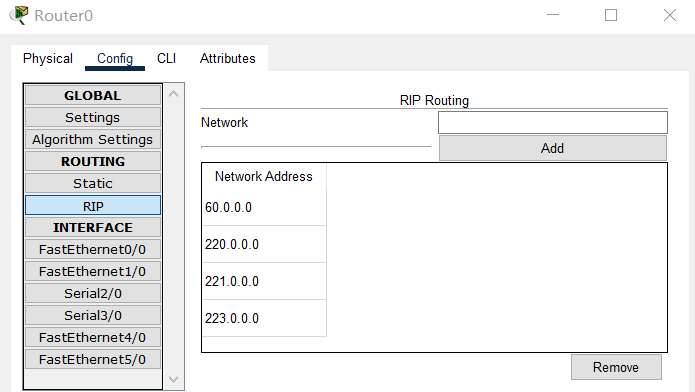 Router0
Physical Config CLI Attributes
GLOBAL
Settings
Algorithm Settings
ROUTING
Static
RIP
INTERFACE
FastEthernet0/0
FastEthernet1/0
Serial2/0
Serial3/0
FastEthernet4/0
FastEthernet5/0
RIP Routing
Network
Add
Network Address
60.0.0.0
220.0.0.0
221.0.0.0
223.0.0.0
Remove